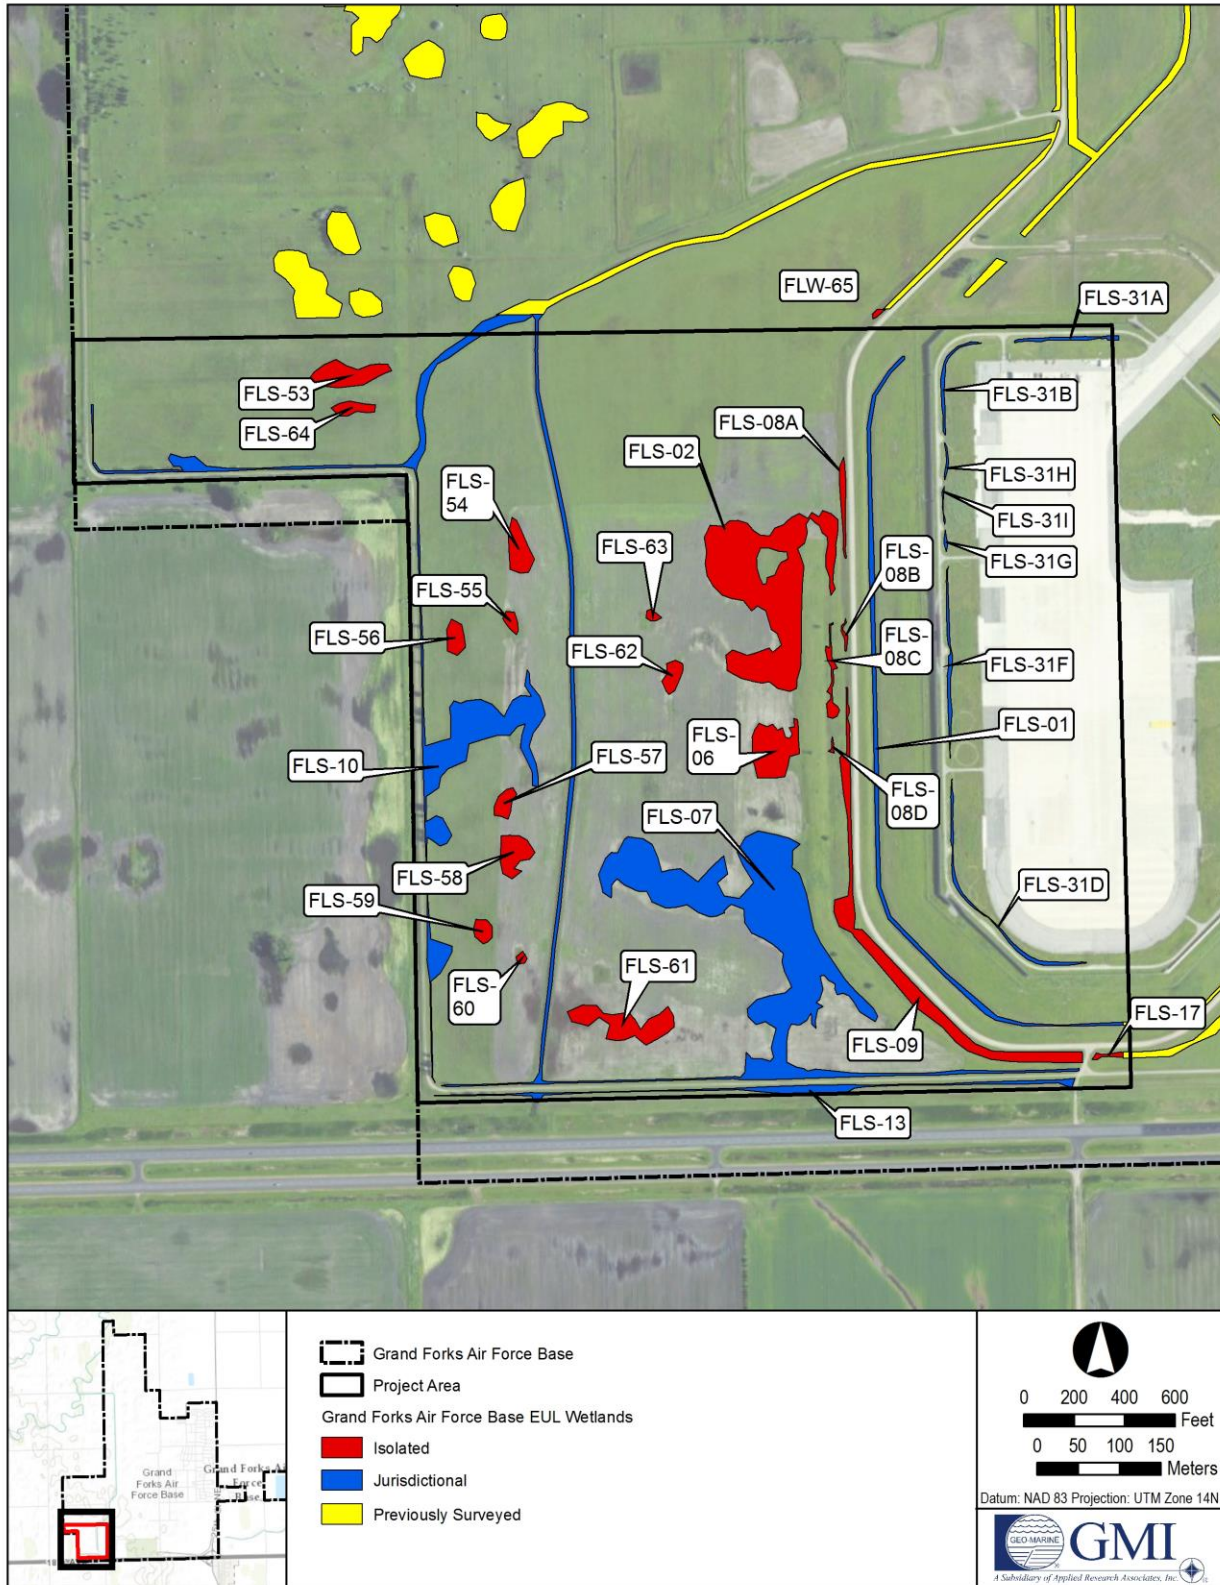 FLW-65
FLS-31A
FLS-53
FLS-31B
FLS-64
FLS-08A
FLS-02
FLS-31H
FLS-
54
FLS-31I
FLS-63
FLS-
08B
FLS-31G
FLS-55
FLS-56
FLS-62
FLS-
08C
FLS-31F
FLS-01
FLS-
06
FLS-57
FLS-10
FLS-
08D
FLS-07
FLS-58
FLS-31D
FLS-59
FLS-61
FLS-
60
FLS-17
FLS-09
FLS-13
Grand
Forks Air
Force Base
Grand Forks Ai
Force
Base
Grand Forks Air Force Base
Project Area
Grand Forks Air Force Base EUL Wetlands
Isolated
Jurisdictional
Previously Surveyed
0 200 400 600
Feet
0 50 100 150
Meters
Datum: NAD 83 Projection: UTM Zone 14N
GEO-MARINE
GMI
A Subsidiary of Applied Research Associates, Inc.